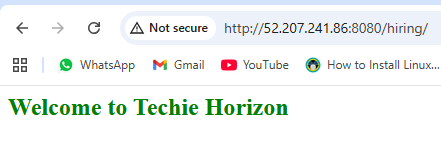 Not secure http://52.207.241.86:8080/hiring/
WhatsApp Gmail YouTube How to Install Linux...
Welcome to Techie Horizon